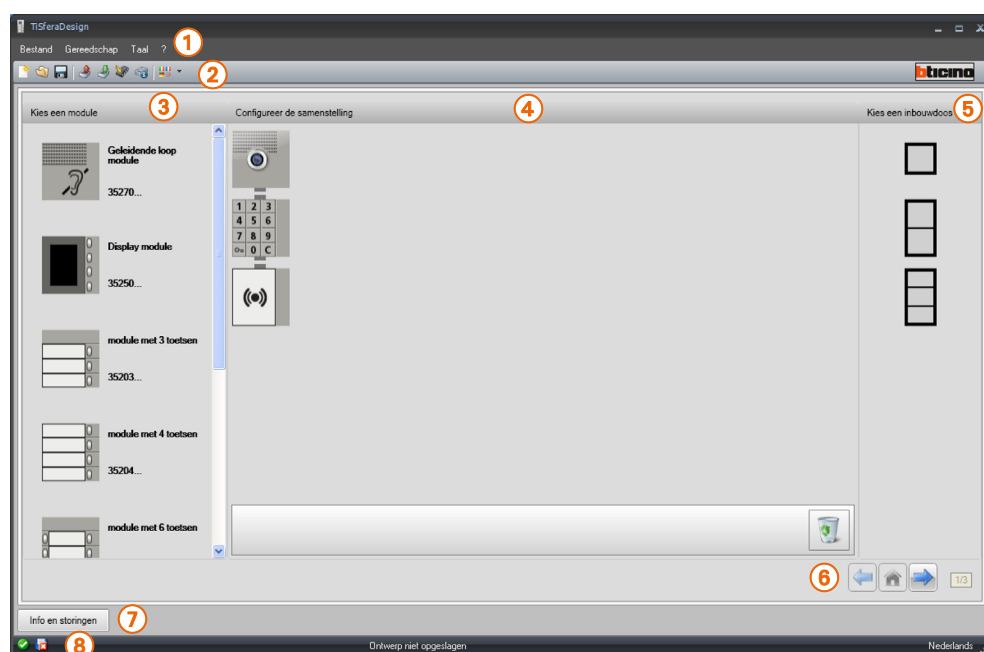 TiSferaDesign
Bestand Gereedschap Taal ? 1
2
bticino
Kies een module 3
Configureer de samenstelling 4
Kies een inbouwdoos 5
Geleidende loop
module
35270...
Display module
35250...
module met 3 toetsen
35203...
module met 4 toetsen
35204...
module met 6 toetsen
1 2 3
4 5 6
7 8 9
0 C
6
1/3
Info en storingen 7
8
Ontwerp niet opgeslagen
Nederlands